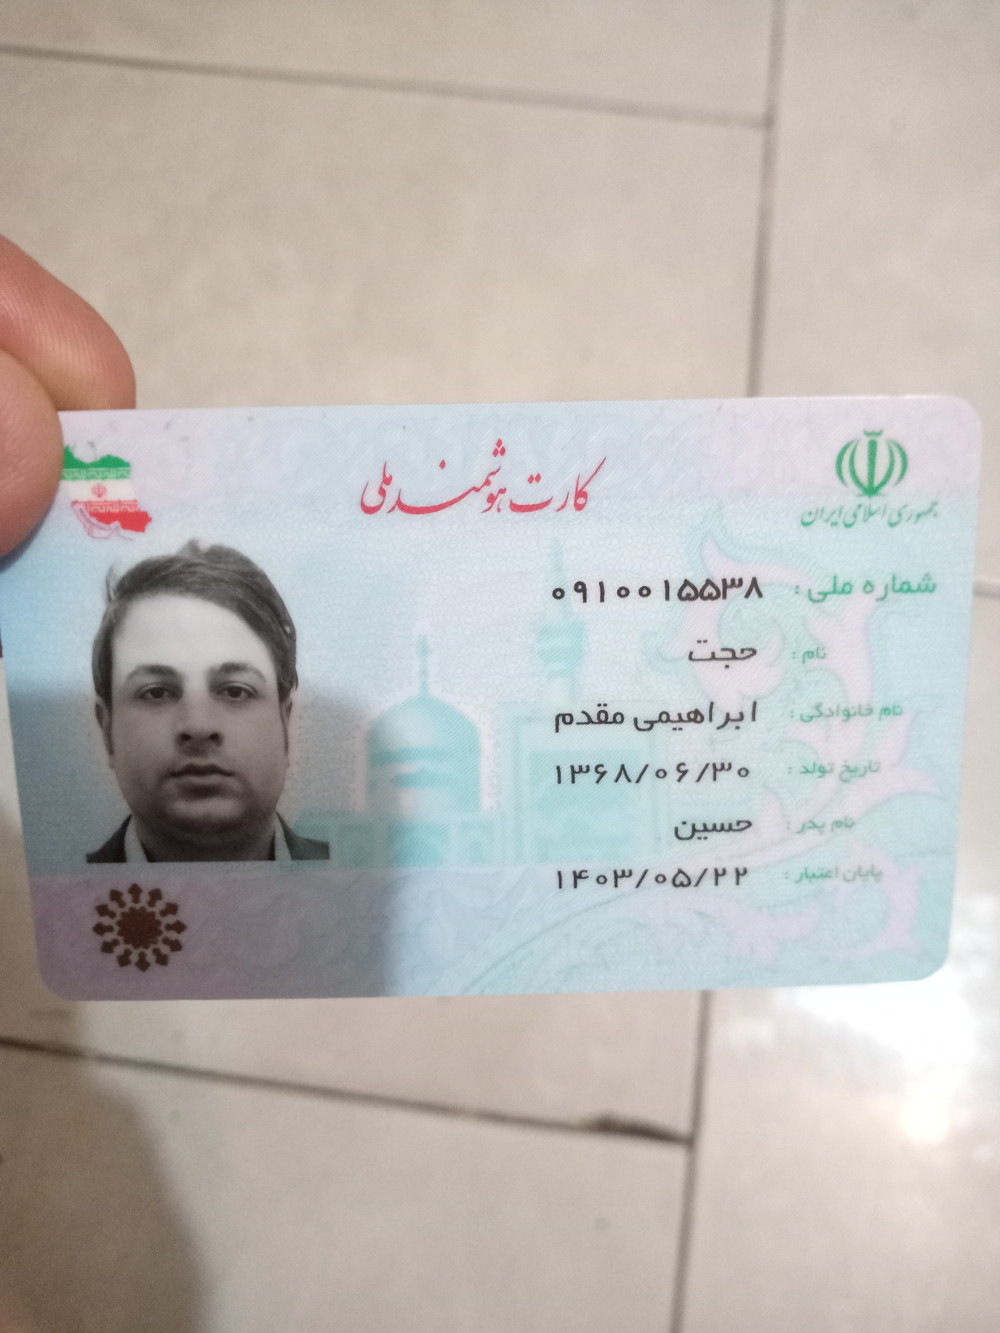 کارت هوشمند ملی
جمهوری اسلامی ایران
شماره ملی : ۰۹۱۰۰۱۵۵۳۸
نام : حجت
نام خانوادگی : ابراهیمی مقدم
تاریخ تولد : ۱۳۶۸/۰۶/۳۰
نام پدر : حسین
پایان اعتبار : ۱۴۰۳/۰۵/۲۲